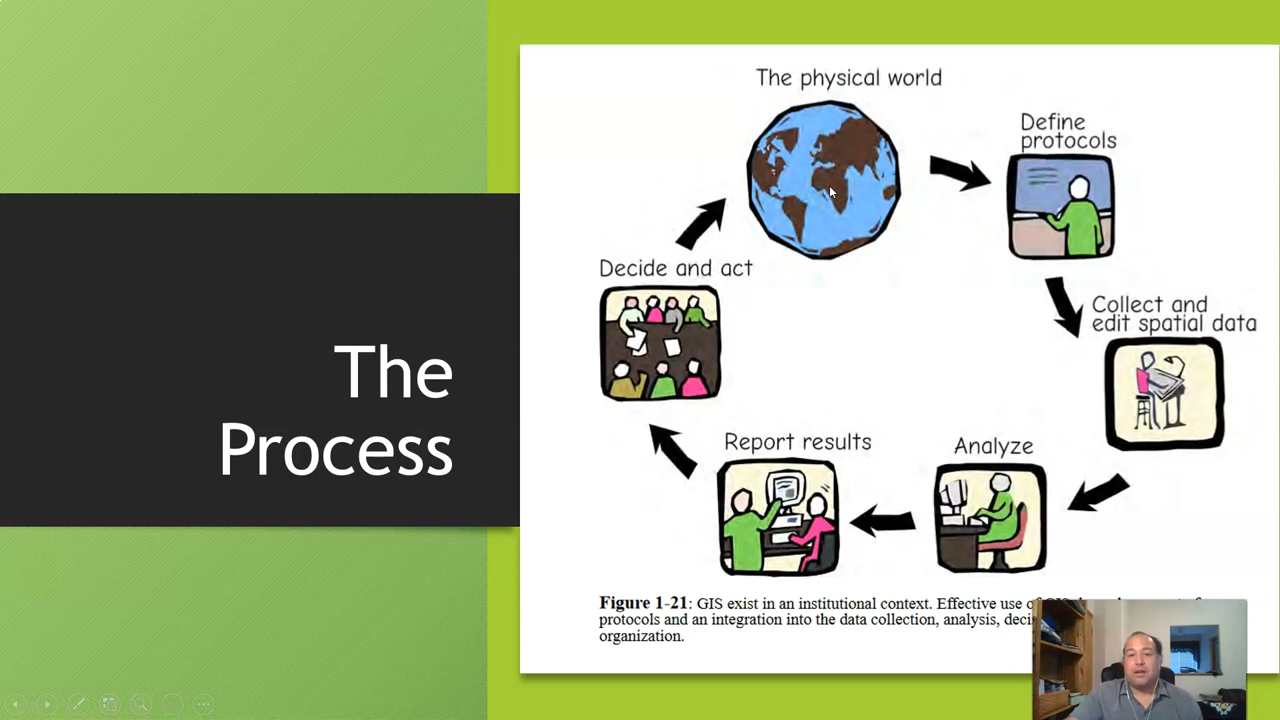 The
Process
The physical world
Define
protocols
Collect and
edit spatial data
Analyze
Report results
Decide and act
Figure 1-21: GIS exist in an institutional context. Effective use of
protocols and an integration into the data collection, analysis,
organization.